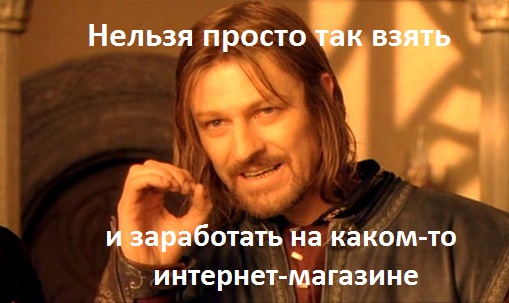 Нельзя просто так взять
и заработать на каком-то
интернет-магазине